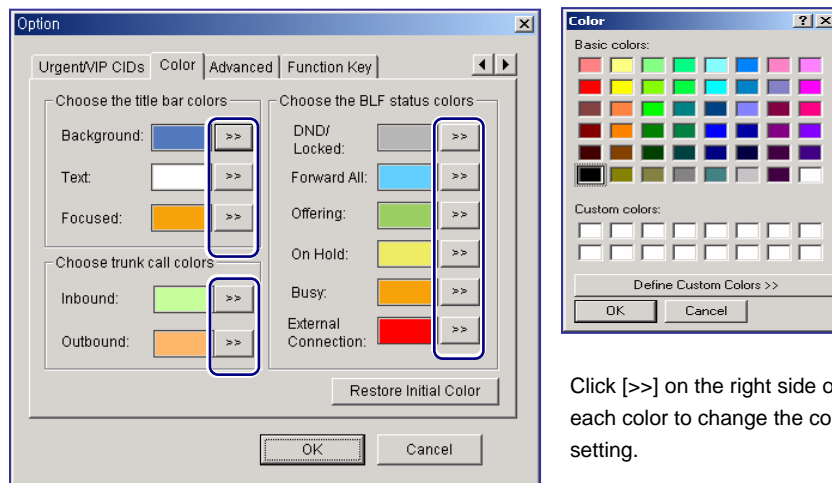 Option
Urgent/VIP CIDs Color Advanced Function Key
Choose the title bar colors
Background: >>
Text: >>
Focused: >>
Choose trunk call colors
Inbound: >>
Outbound: >>
Choose the BLF status colors
DND/
Locked: >>
Forward All: >>
Offering: >>
On Hold: >>
Busy: >>
External
Connection: >>
Restore Initial Color
OK Cancel
Color
Basic colors:
Custom colors:
Define Custom Colors >>
OK Cancel
Click [>>] on the right side
each color to change the
setting.